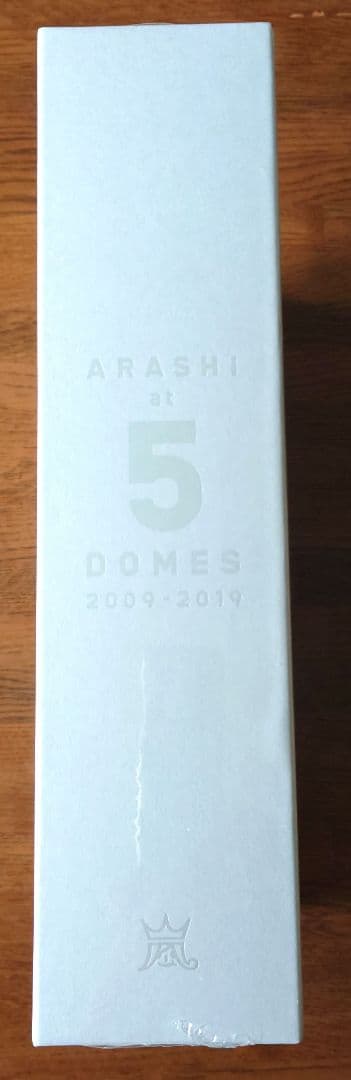 ARASHI
at
5
DOMES
2009-2019
嵐